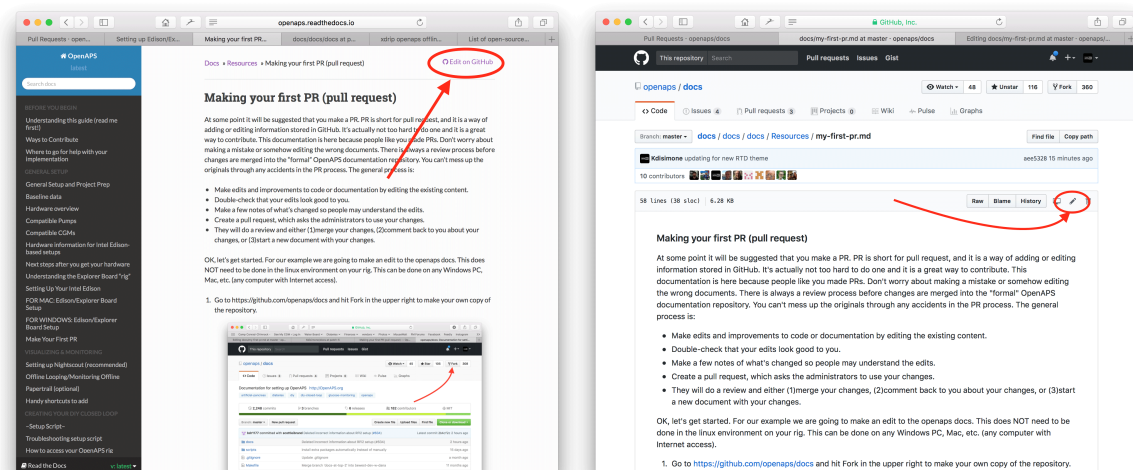 openaps.readthedocs.io
Pull Requests - open...
Setting up Edison/Ex...
Making your first PR...
docs/docs/docs at p...
xdrip openaps offlin...
List of open-source...
OpenAPS
latest
Search docs
BEFORE YOU BEGIN
Understanding this guide (read me
first!)
Ways to Contribute
Where to go for help with your
implementation
GENERAL SETUP
General Setup and Project Prep
Baseline data
Hardware overview
Compatible Pumps
Compatible CGMs
Hardware information for Intel Edison-
based setups
Next steps after you get your hardware
Understanding the Explorer Board "rig"
Setting Up Your Intel Edison
FOR MAC: Edison/Explorer Board
Setup
FOR WINDOWS: Edison/Explorer
Board Setup
Make Your First PR
VISUALIZING & MONITORING
Setting up Nightscout (recommended)
Offline Looping/Monitoring Offline
Papertrail (optional)
Handy shortcuts to add
CREATING YOUR DIY CLOSED LOOP
~Setup Script~
Troubleshooting setup script
How to access your OpenAPS rig
Read the Docs
v: latest
Docs » Resources » Making your first PR (pull request)
Edit on GitHub
Making your first PR (pull request)
At some point it will be suggested that you make a PR. PR is short for pull request, and it is a way of
adding or editing information stored in GitHub. It's actually not too hard to do one and it is a great
way to contribute. This documentation is here because people like you made PRs. Don't worry about
making a mistake or somehow editing the wrong documents. There is always a review process before
changes are merged into the "formal" OpenAPS documentation repository. You can't mess up the
originals through any accidents in the PR process. The general process is:
Make edits and improvements to code or documentation by editing the existing content.
Double-check that your edits look good to you.
Make a few notes of what's changed so people may understand the edits.
Create a pull request, which asks the administrators to use your changes.
They will do a review and either (1)merge your changes, (2)comment back to you about your
changes, or (3)start a new document with your changes.
OK, let's get started. For our example we are going to make an edit to the openaps docs. This does
NOT need to be done in the linux environment on your rig. This can be done on any Windows PC,
Mac, etc. (any computer with Internet access).
1. Go to https://github.com/openaps/docs and hit Fork in the upper right to make your own copy of
the repository.
openaps / docs
Documentation for setting up OpenAPS
GitHub, Inc.
Pull Requests - openaps/docs
docs/my-first-pr.md at master · openaps/docs
Editing docs/my-first-pr.md at master · openaps/...
This repository
Search
Pull requests Issues Gist
openaps / docs
Watch 48
Unstar 116
Fork 360
Code
Issues 4
Pull requests 3
Projects 0
Wiki
Pulse
Graphs
Branch: master
docs / docs / docs / Resources / my-first-pr.md
Find file
Copy path
Kdisimone updating for new RTD theme
aee5328 15 minutes ago
10 contributors
58 lines (38 sloc) 6.28 KB
Raw
Blame
History
Making your first PR (pull request)
At some point it will be suggested that you make a PR. PR is short for pull request, and it is a way of adding or editing
information stored in GitHub. It's actually not too hard to do one and it is a great way to contribute. This
documentation is here because people like you made PRs. Don't worry about making a mistake or somehow editing
the wrong documents. There is always a review process before changes are merged into the "formal" OpenAPS
documentation repository. You can't mess up the originals through any accidents in the PR process. The general
process is:
Make edits and improvements to code or documentation by editing the existing content.
Double-check that your edits look good to you.
Make a few notes of what's changed so people may understand the edits.
Create a pull request, which asks the administrators to use your changes.
They will do a review and either (1)merge your changes, (2)comment back to you about your changes, or (3)start
a new document with your changes.
OK, let's get started. For our example we are going to make an edit to the openaps docs. This does NOT need to be
done in the linux environment on your rig. This can be done on any Windows PC, Mac, etc. (any computer with
Internet access).
1. Go to https://github.com/openaps/docs and hit Fork in the upper right to make your own copy of the repository.